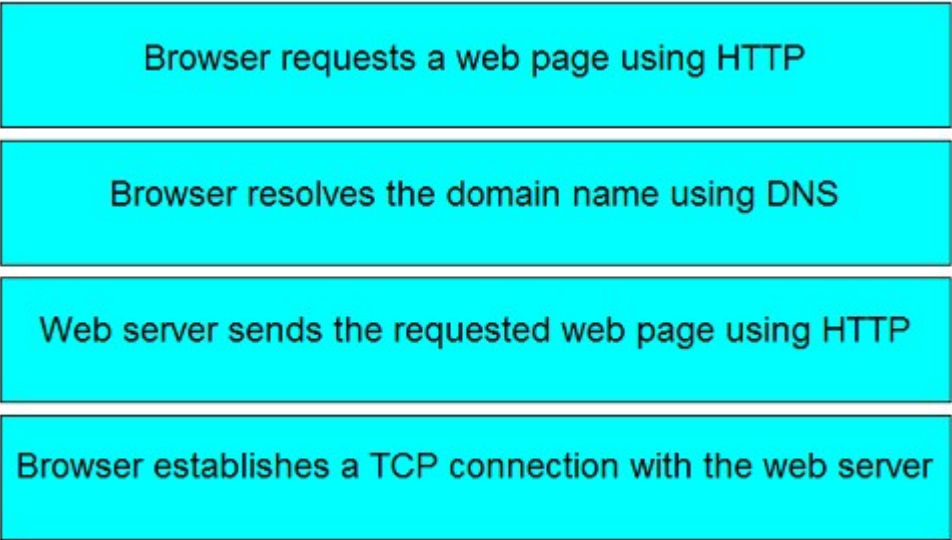 Browser requests a web page using HTTP
Browser resolves the domain name using DNS
Web server sends the requested web page using HTTP
Browser establishes a TCP connection with the web server